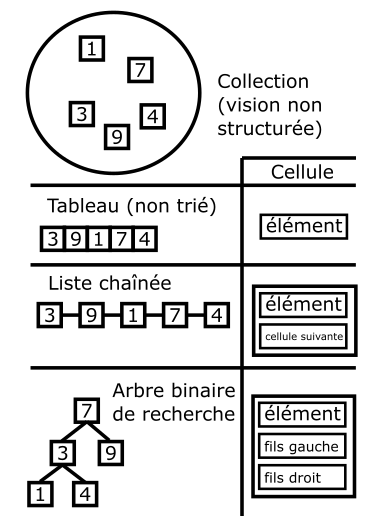 1
7
3
4
9
Collection
(vision non
structurée)
Cellule
Tableau (non trié)
3 9 1 7 4
élément
Liste chaînée
3 9 1 7 4
élément
cellule suivante
Arbre binaire
de recherche
7
3 9
1 4
élément
fils gauche
fils droit